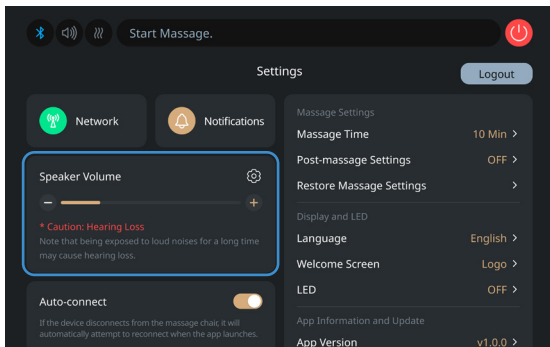 Start Massage.
Settings
Logout
Network
Notifications
Speaker Volume
* Caution: Hearing Loss
Note that being exposed to loud noises for a long time
may cause hearing loss.
Auto-connect
If the device disconnects from the massage chair, it will
automatically attempt to reconnect when the app launches.
Massage Settings
Massage Time 10 Min >
Post-massage Settings OFF >
Restore Massage Settings >
Display and LED
Language English >
Welcome Screen Logo >
LED OFF >
App Information and Update
App Version v1.0.0 >